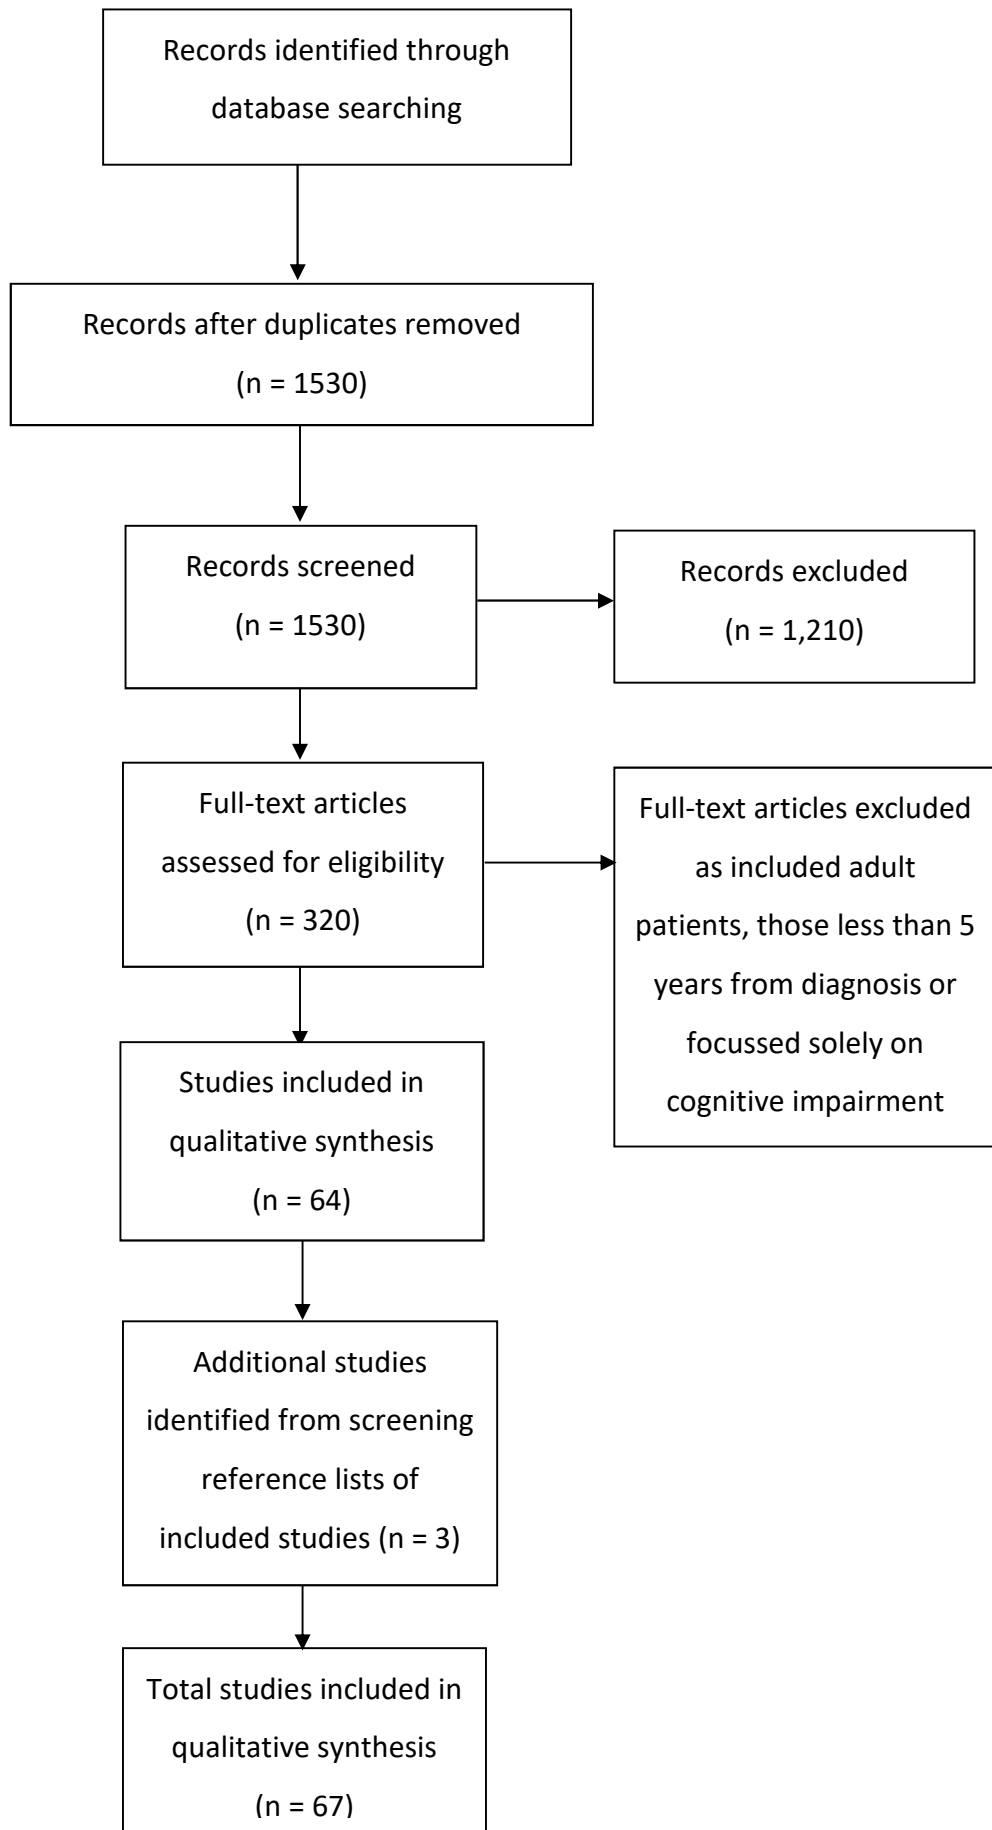 Records identified through
database searching
Records after duplicates removed
(n = 1530)
Records screened
(n = 1530)
Records excluded
(n = 1,210)
Full-text articles
assessed for eligibility
(n = 320)
Full-text articles excluded
as included adult
patients, those less than 5
years from diagnosis or
focussed solely on
cognitive impairment
Studies included in
qualitative synthesis
(n = 64)
Additional studies
identified from screening
reference lists of
included studies (n = 3)
Total studies included in
qualitative synthesis
(n = 67)